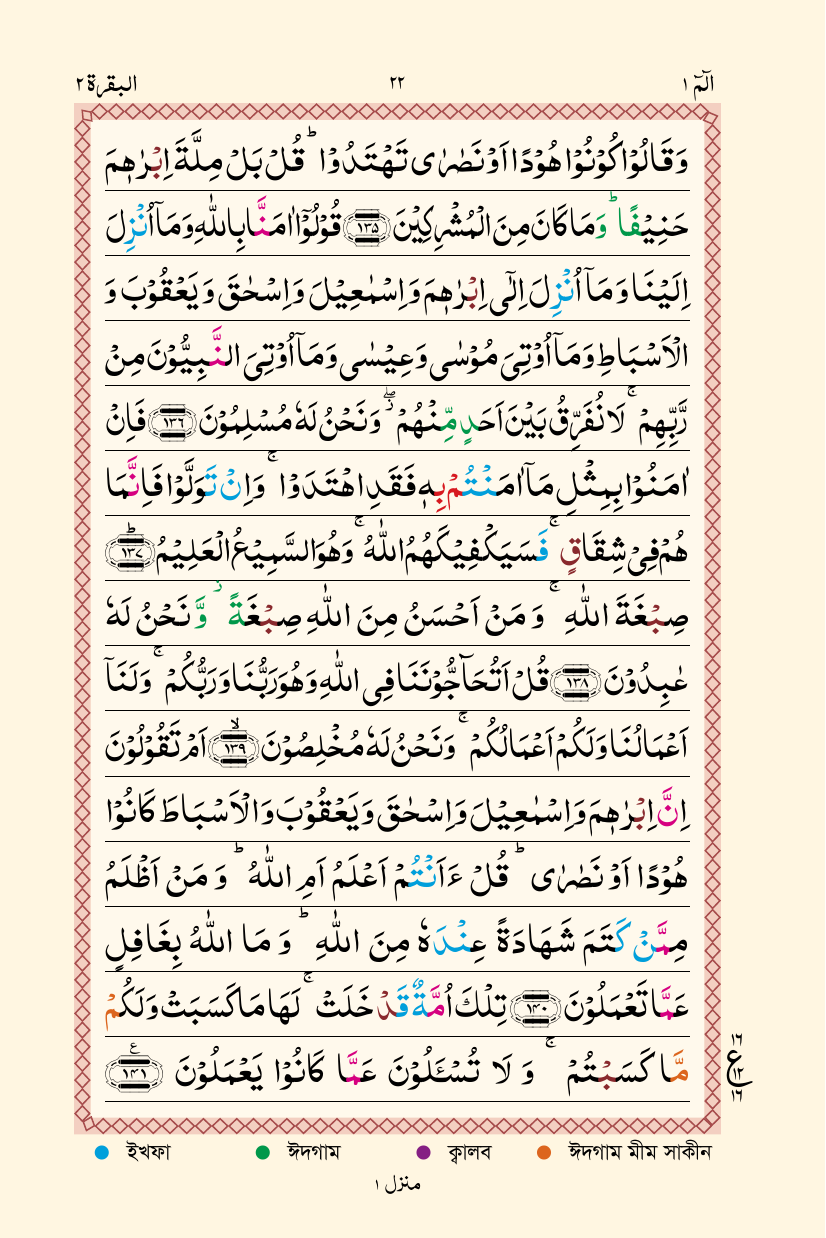 الٓمّٓ ١ ٢٢ البقرة ٢
وَقَالُوْا كُوْنُوْا هُوْدًا اَوْ نَصٰرٰى تَهْتَدُوْا ؕ قُلْ بَلْ مِلَّةَ اِبْرٰهٖمَ
حَنِيْفًا ؕ وَمَا كَانَ مِنَ الْمُشْرِكِيْنَ ﴿١٣٥﴾ قُوْلُوْٓا اٰمَنَّا بِاللّٰهِ وَمَآ اُنْزِلَ
اِلَيْنَا وَمَآ اُنْزِلَ اِلٰٓى اِبْرٰهٖمَ وَاِسْمٰعِيْلَ وَاِسْحٰقَ وَيَعْقُوْبَ وَ
الْاَسْبَاطِ وَمَآ اُوْتِىَ مُوْسٰى وَعِيْسٰى وَمَآ اُوْتِىَ النَّبِيُّوْنَ مِنْ
رَّبِّهِمْ ۚ لَا نُفَرِّقُ بَيْنَ اَحَدٍ مِّنْهُمْ ۖ وَنَحْنُ لَهٗ مُسْلِمُوْنَ ﴿١٣٦﴾ فَاِنْ
اٰمَنُوْا بِمِثْلِ مَآ اٰمَنْتُمْ بِهٖ فَقَدِ اهْتَدَوْا ۚ وَاِنْ تَوَلَّوْا فَاِنَّمَا
هُمْ فِىْ شِقَاقٍ ۚ فَسَيَكْفِيْكَهُمُ اللّٰهُ ۚ وَهُوَ السَّمِيْعُ الْعَلِيْمُ ؕ﴿١٣٧﴾
صِبْغَةَ اللّٰهِ ۚ وَمَنْ اَحْسَنُ مِنَ اللّٰهِ صِبْغَةً ؗ وَّنَحْنُ لَهٗ
عٰبِدُوْنَ ﴿١٣٨﴾ قُلْ اَتُحَآجُّوْنَنَا فِى اللّٰهِ وَهُوَ رَبُّنَا وَرَبُّكُمْ ۚ وَلَنَآ
اَعْمَالُنَا وَلَكُمْ اَعْمَالُكُمْ ۚ وَنَحْنُ لَهٗ مُخْلِصُوْنَ ۙ﴿١٣٩﴾ اَمْ تَقُوْلُوْنَ
اِنَّ اِبْرٰهٖمَ وَاِسْمٰعِيْلَ وَاِسْحٰقَ وَيَعْقُوْبَ وَالْاَسْبَاطَ كَانُوْا
هُوْدًا اَوْ نَصٰرٰى ؕ قُلْ ءَاَنْتُمْ اَعْلَمُ اَمِ اللّٰهُ ؕ وَمَنْ اَظْلَمُ
مِمَّنْ كَتَمَ شَهَادَةً عِنْدَهٗ مِنَ اللّٰهِ ؕ وَمَا اللّٰهُ بِغَافِلٍ
عَمَّا تَعْمَلُوْنَ ﴿١٤٠﴾ تِلْكَ اُمَّةٌ قَدْ خَلَتْ ۚ لَهَا مَا كَسَبَتْ وَلَكُمْ
مَّا كَسَبْتُمْ ۚ وَلَا تُسْـَٔلُوْنَ عَمَّا كَانُوْا يَعْمَلُوْنَ ﴿١٤١﴾ ع
١٦
ع ١٢
١٦
ইখফা ঈদগাম ক্বালব ঈদগাম মীম সাকীন
منزل ١